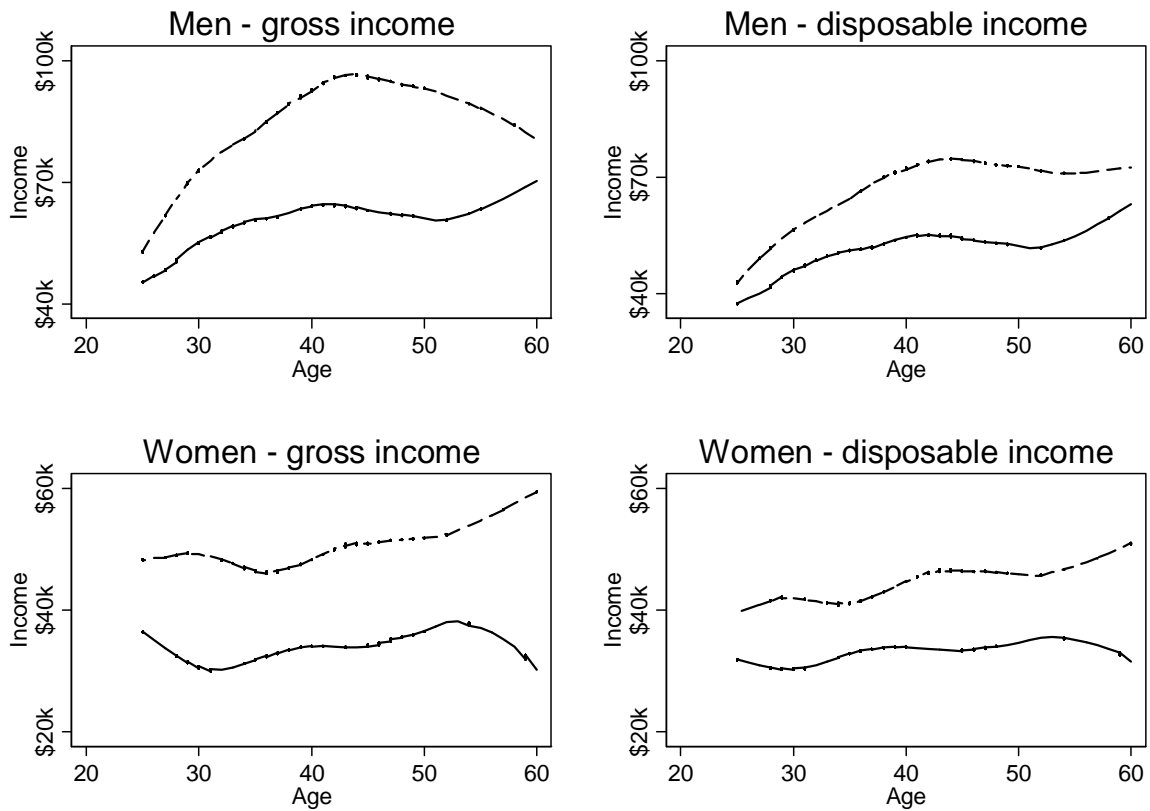 Men - gross income
$100k
$70k
$40k
Income
20 30 40 50 60
Age
Men - disposable income
$100k
$70k
$40k
Income
20 30 40 50 60
Age
Women - gross income
$60k
$40k
$20k
Income
20 30 40 50 60
Age
Women - disposable income
$60k
$40k
$20k
Income
20 30 40 50 60
Age